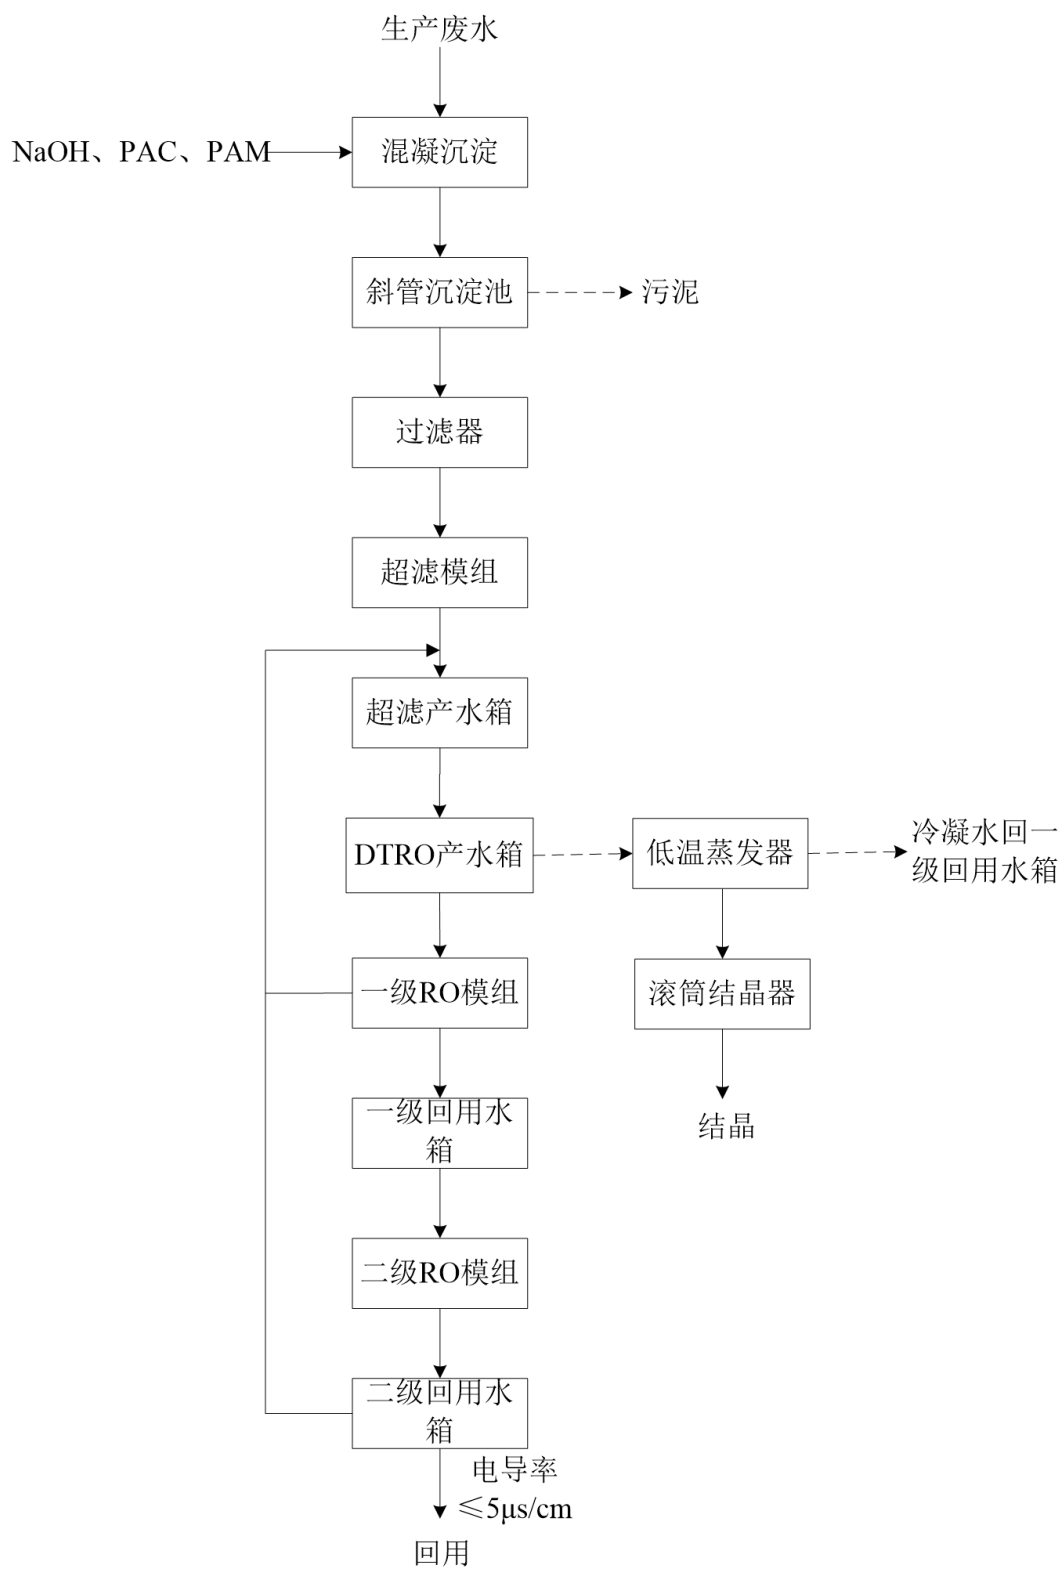 生产废水
NaOH、PAC、PAM
混凝沉淀
斜管沉淀池
污泥
过滤器
超滤模组
超滤产水箱
DTRO产水箱
低温蒸发器
冷凝水回一
级回用水箱
一级RO模组
滚筒结晶器
一级回用水
箱
结晶
二级RO模组
二级回用水
箱
电导率
≤5μs/cm
回用